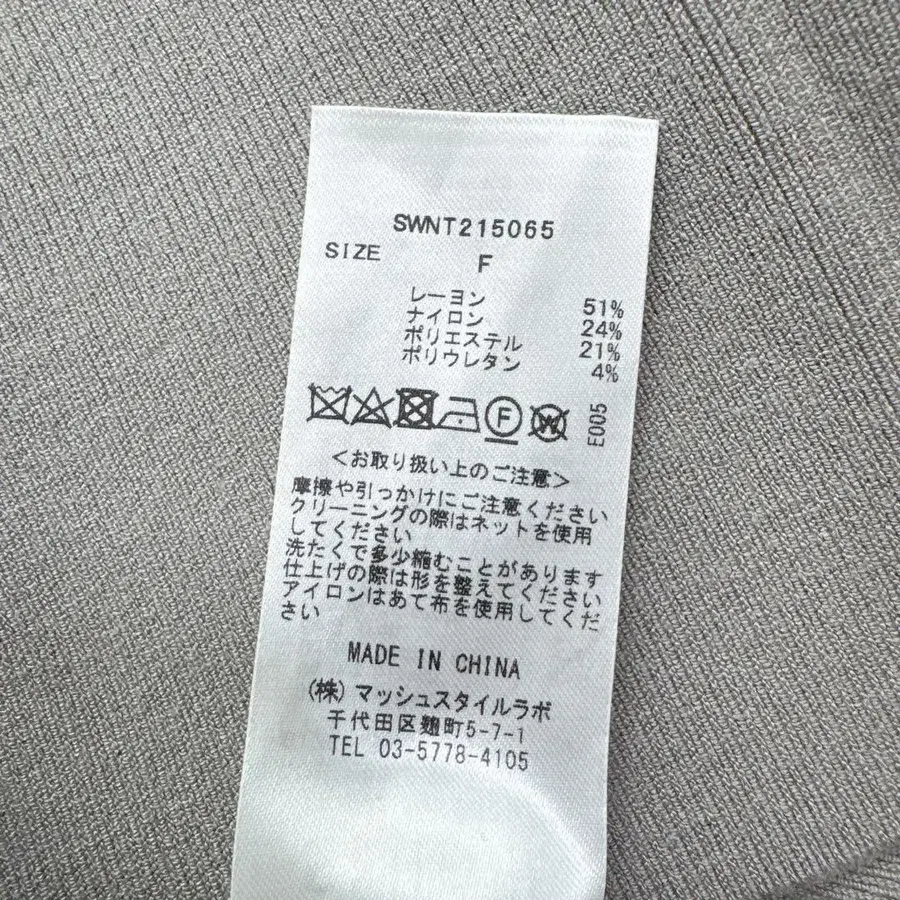 SWNT215065
SIZE F
レーヨン 51%
ナイロン 24%
ポリエステル 21%
ポリウレタン 4%
F W E005
<お取り扱い上のご注意>
摩擦や引っかけにご注意ください
クリーニングの際はネットを使用
してください
洗たくで多少縮むことがあります
仕上げの際は形を整えてください
アイロンはあて布を使用してくだ
さい
MADE IN CHINA
(株)マッシュスタイルラボ
千代田区麹町5-7-1
TEL 03-5778-4105